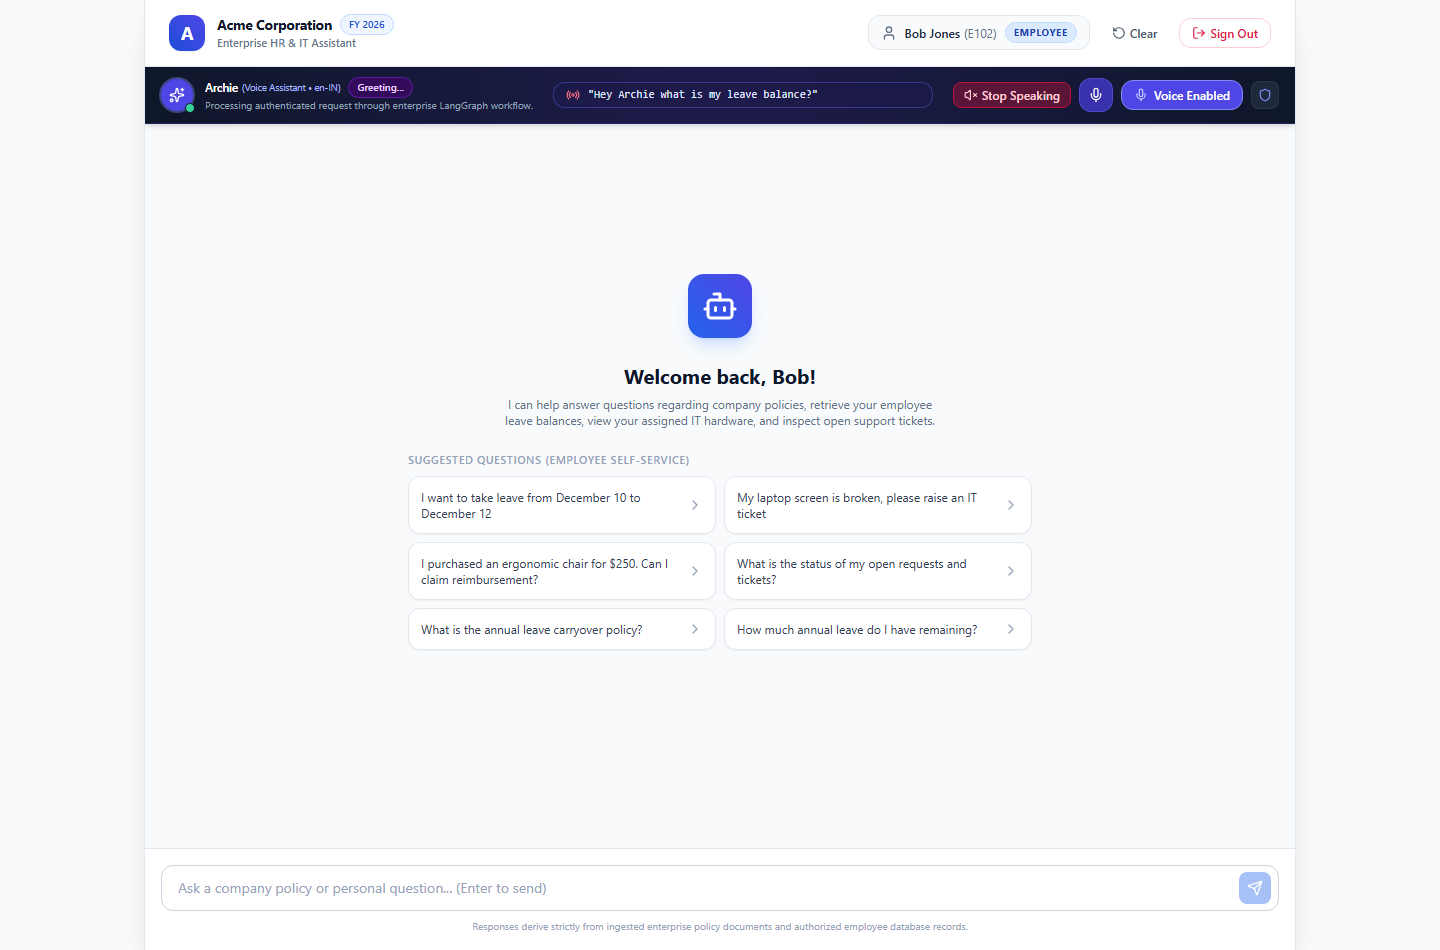 A
Acme Corporation FY 2026
Enterprise HR & IT Assistant
Bob Jones (E102) EMPLOYEE
Clear
Sign Out
Archie (Voice Assistant • en-IN) Greeting...
Processing authenticated request through enterprise LangGraph workflow.
"Hey Archie what is my leave balance?"
Stop Speaking
Voice Enabled
Welcome back, Bob!
I can help answer questions regarding company policies, retrieve your employee
leave balances, view your assigned IT hardware, and inspect open support tickets.
SUGGESTED QUESTIONS (EMPLOYEE SELF-SERVICE)
I want to take leave from December 10 to
December 12
My laptop screen is broken, please raise an IT
ticket
I purchased an ergonomic chair for $250. Can I
claim reimbursement?
What is the status of my open requests and
tickets?
What is the annual leave carryover policy?
How much annual leave do I have remaining?
Ask a company policy or personal question... (Enter to send)
Responses derive strictly from ingested enterprise policy documents and authorized employee database records.